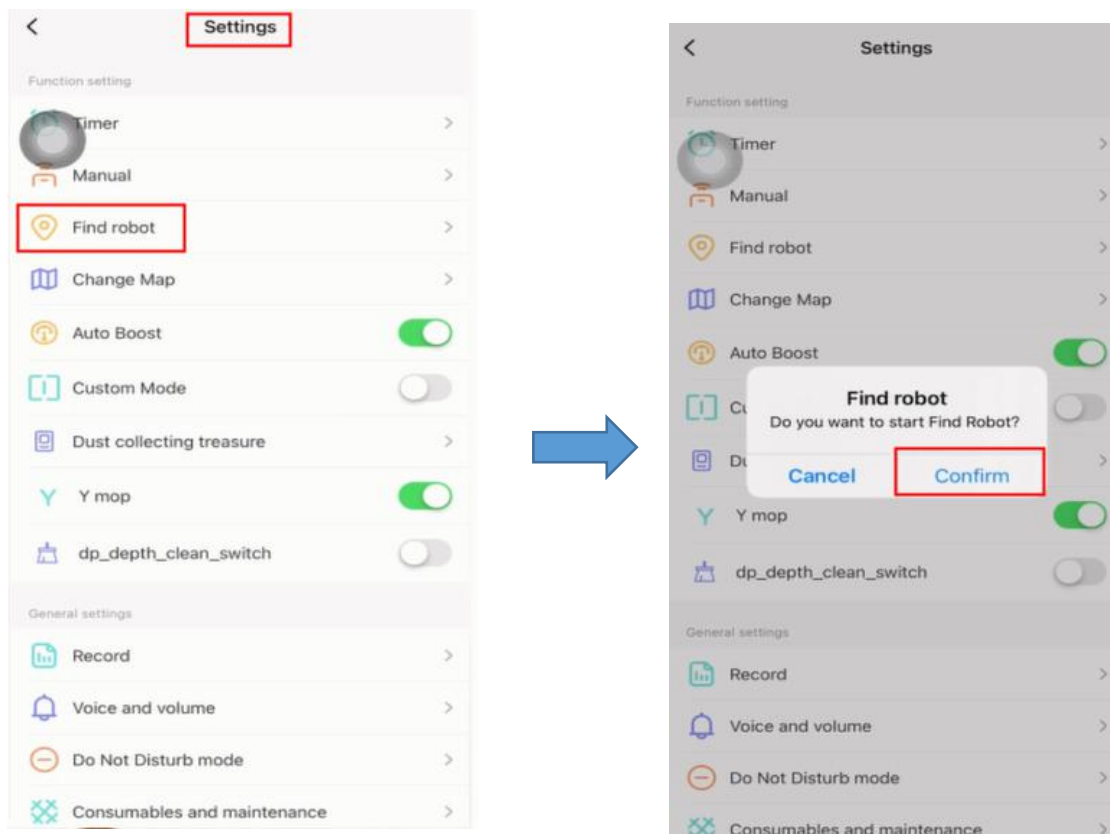 Settings
Function setting
Timer
Manual
Find robot
Change Map
Auto Boost
Custom Mode
Dust collecting treasure
Y mop
dp_depth_clean_switch
General settings
Record
Voice and volume
Do Not Disturb mode
Consumables and maintenance
Settings
Function setting
Timer
Manual
Find robot
Change Map
Auto Boost
Find robot
Do you want to start Find Robot?
Cancel Confirm
Y mop
dp_depth_clean_switch
General settings
Record
Voice and volume
Do Not Disturb mode
Consumables and maintenance